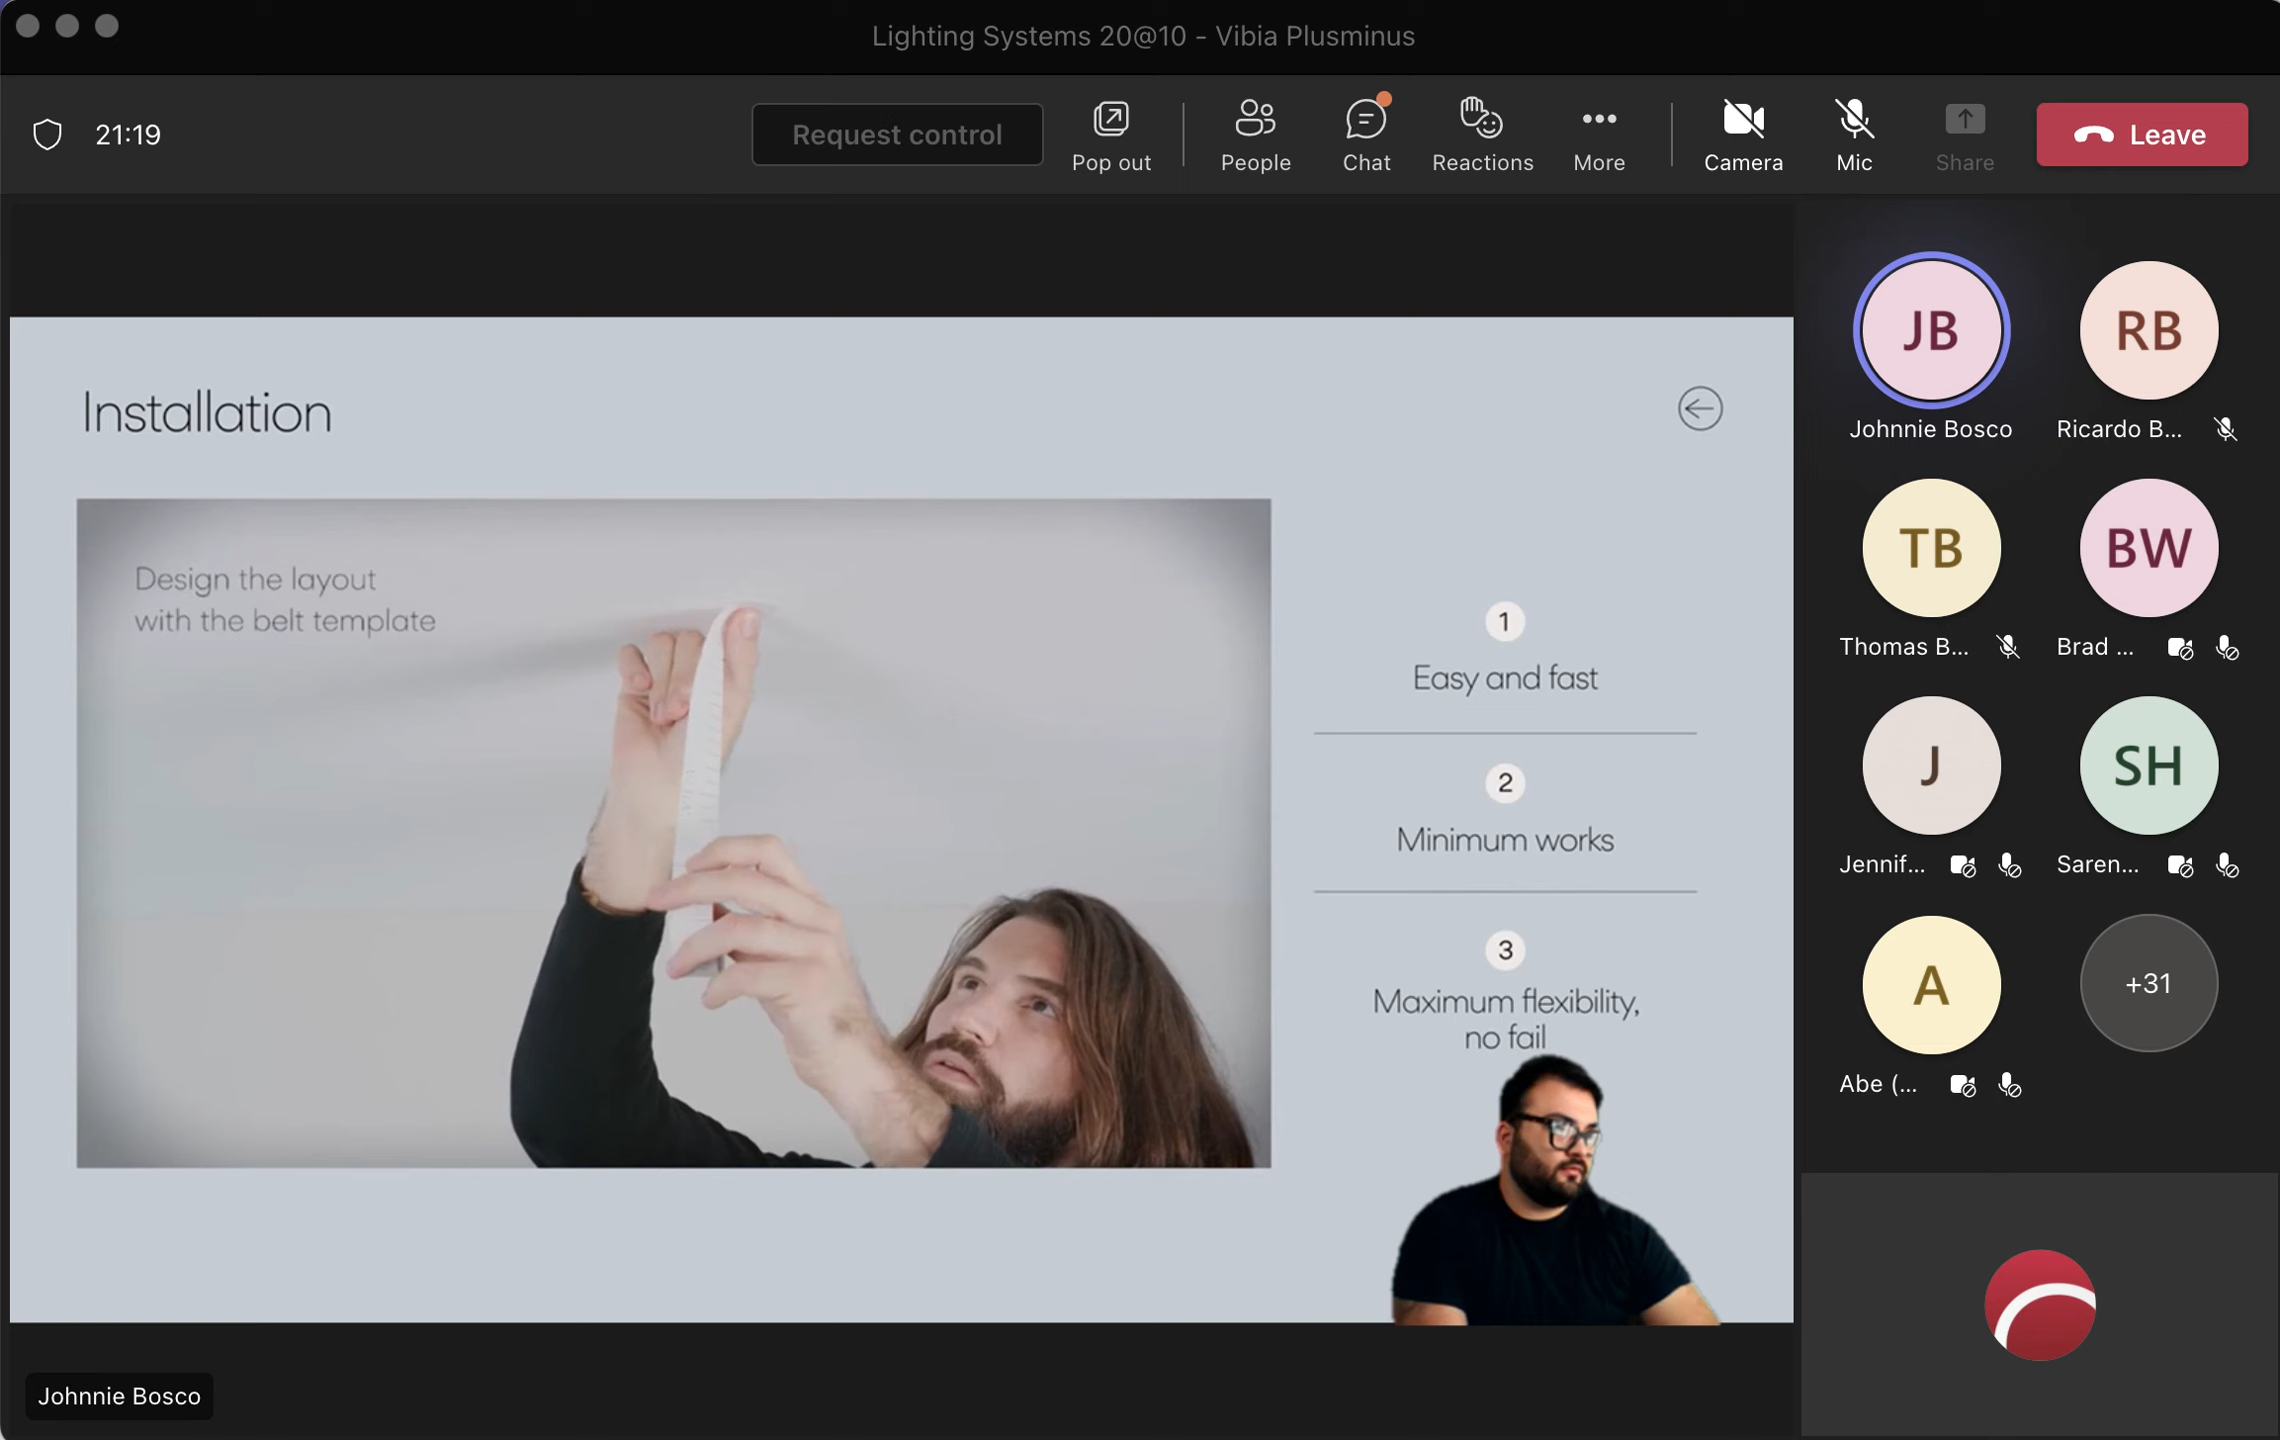 Lighting Systems 20@10 - Vibia Plusminus
21:19
Request control
Pop out
People
Chat
Reactions
More
Camera
Mic
Share
Leave
Installation
Design the layout
with the belt template
1
Easy and fast
2
Minimum works
3
Maximum flexibility,
no fail
Johnnie Bosco
JB
RB
Johnnie Bosco
Ricardo B...
TB
BW
Thomas B...
Brad ...
J
SH
Jennif...
Saren...
A
+31
Abe (...